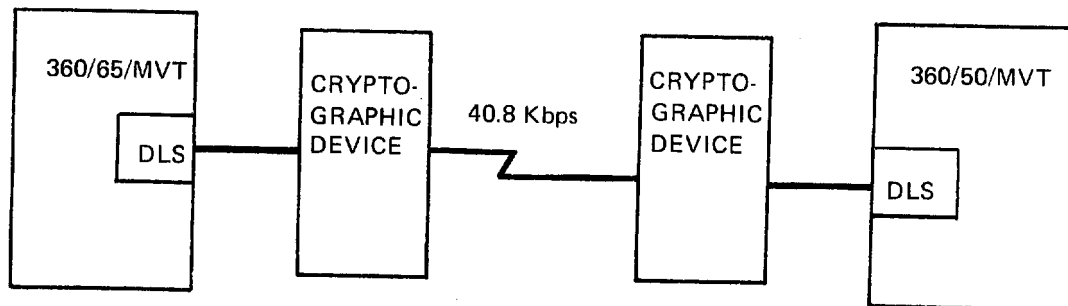 360/65/MVT
DLS
CRYPTO-
GRAPHIC
DEVICE
40.8 Kbps
CRYPTO-
GRAPHIC
DEVICE
360/50/MVT
DLS